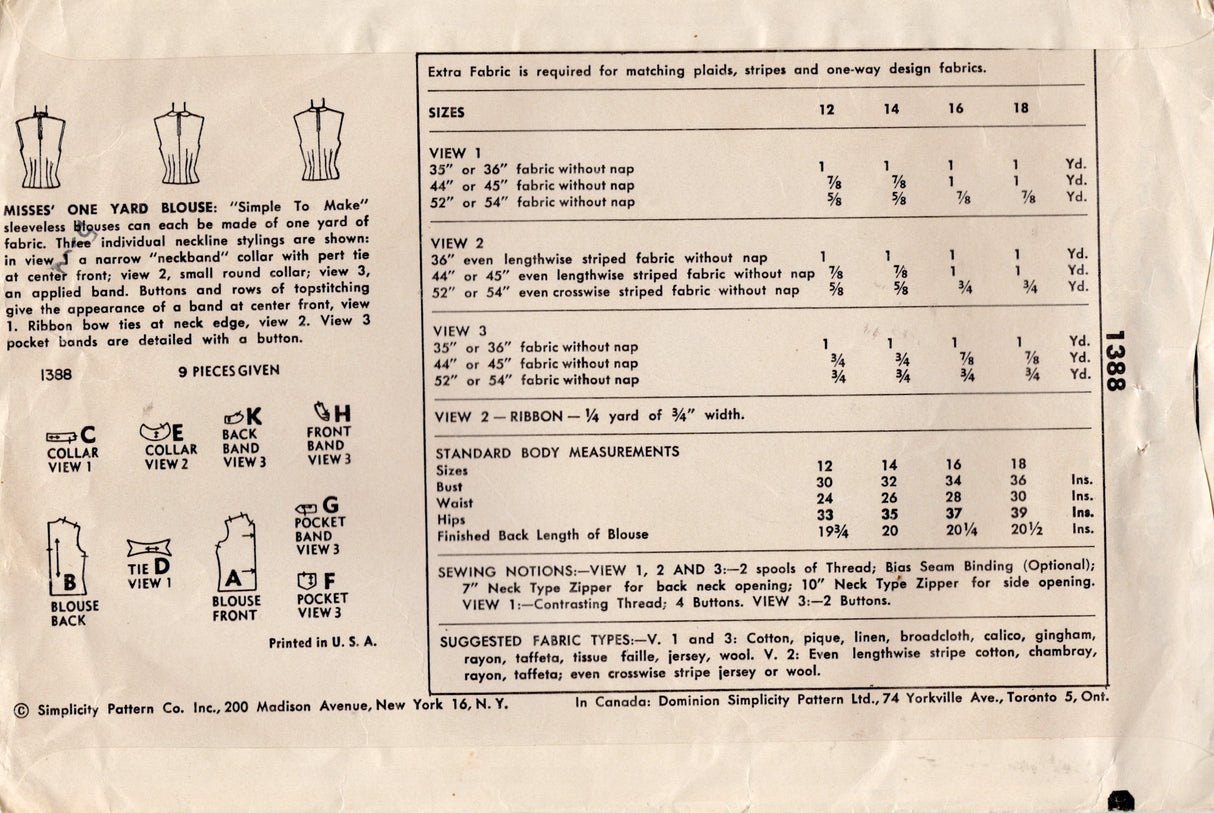 MISSES' ONE YARD BLOUSE: "Simple To Make"
sleeveless blouses can each be made of one yard of
fabric. Three individual neckline stylings are shown:
in view 1 a narrow "neckband" collar with pert tie
at center front; view 2, small round collar; view 3,
an applied band. Buttons and rows of topstitching
give the appearance of a band at center front, view
1. Ribbon bow ties at neck edge, view 2. View 3
pocket bands are detailed with a button.
1388 9 PIECES GIVEN
C
COLLAR
VIEW 1
E
COLLAR
VIEW 2
K
BACK
BAND
VIEW 3
H
FRONT
BAND
VIEW 3
B
BLOUSE
BACK
TIE D
VIEW 1
A
BLOUSE
FRONT
G
POCKET
BAND
VIEW 3
F
POCKET
VIEW 3
Printed in U. S. A.
Extra Fabric is required for matching plaids, stripes and one-way design fabrics.
SIZES 12 14 16 18
VIEW 1
35" or 36" fabric without nap 1 1 1 1 Yd.
44" or 45" fabric without nap 7/8 7/8 1 1 Yd.
52" or 54" fabric without nap 5/8 5/8 7/8 7/8 Yd.
VIEW 2
36" even lengthwise striped fabric without nap 1 1 1 1 Yd.
44" or 45" even lengthwise striped fabric without nap 7/8 7/8 1 1 Yd.
52" or 54" even crosswise striped fabric without nap 5/8 5/8 3/4 3/4 Yd.
VIEW 3
35" or 36" fabric without nap 1 1 1 1 Yd.
44" or 45" fabric without nap 3/4 3/4 7/8 7/8 Yd.
52" or 54" fabric without nap 3/4 3/4 3/4 3/4 Yd.
VIEW 2 — RIBBON — 1/4 yard of 3/4" width.
STANDARD BODY MEASUREMENTS
Sizes 12 14 16 18
Bust 30 32 34 36 Ins.
Waist 24 26 28 30 Ins.
Hips 33 35 37 39 Ins.
Finished Back Length of Blouse 19 3/4 20 20 1/4 20 1/2 Ins.
SEWING NOTIONS:—VIEW 1, 2 AND 3:—2 spools of Thread; Bias Seam Binding (Optional);
7" Neck Type Zipper for back neck opening; 10" Neck Type Zipper for side opening.
VIEW 1:—Contrasting Thread; 4 Buttons. VIEW 3:—2 Buttons.
SUGGESTED FABRIC TYPES:—V. 1 and 3: Cotton, pique, linen, broadcloth, calico, gingham,
rayon, taffeta, tissue faille, jersey, wool. V. 2: Even lengthwise stripe cotton, chambray,
rayon, taffeta; even crosswise stripe jersey or wool.
1388
© Simplicity Pattern Co. Inc., 200 Madison Avenue, New York 16, N. Y. In Canada: Dominion Simplicity Pattern Ltd., 74 Yorkville Ave., Toronto 5, Ont.